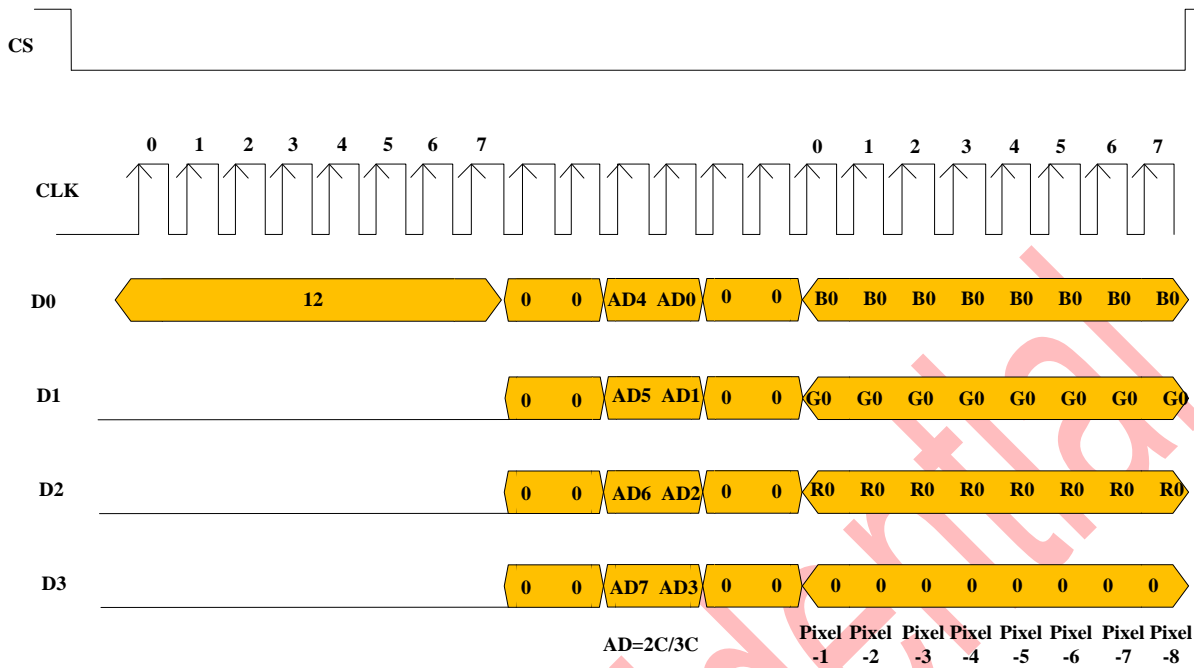 CS
0 1 2 3 4 5 6 7 0 1 2 3 4 5 6 7
CLK
D0 12 0 0 AD4 AD0 0 0 B0 B0 B0 B0 B0 B0 B0 B0
D1 0 0 AD5 AD1 0 0 G0 G0 G0 G0 G0 G0 G0 G0
D2 0 0 AD6 AD2 0 0 R0 R0 R0 R0 R0 R0 R0 R0
D3 0 0 AD7 AD3 0 0 0 0 0 0 0 0 0 0
AD=2C/3C Pixel Pixel Pixel Pixel Pixel Pixel Pixel Pixel
-1 -2 -3 -4 -5 -6 -7 -8